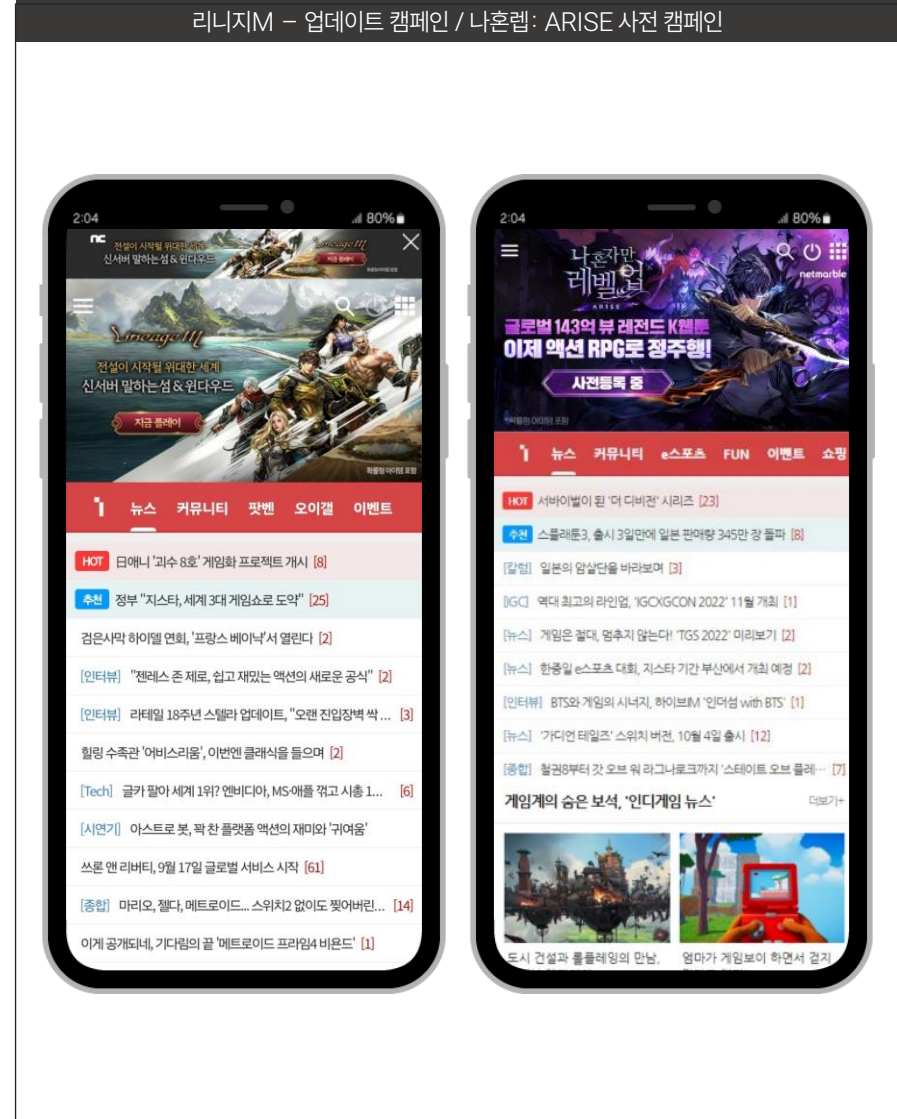 리니지M – 업데이트 캠페인 / 나혼렙: ARISE 사전 캠페인
2:04
80%
nc
전설이 시작될 위대한 세계
신서버 말하는섬 & 윈다우드
Lineage M
지금 플레이
확률형 아이템 포함
Lineage M
전설이 시작될 위대한 세계
신서버 말하는섬 & 윈다우드
지금 플레이
확률형 아이템 포함
뉴스 커뮤니티 팟벤 오이갤 이벤트
HOT 日애니 '괴수 8호' 게임화 프로젝트 개시 [8]
추천 정부 "지스타, 세계 3대 게임쇼로 도약" [25]
검은사막 하이델 연회, '프랑스 베이낙'서 열린다 [2]
[인터뷰] "젠레스 존 제로, 쉽고 재밌는 액션의 새로운 공식" [2]
[인터뷰] 라테일 18주년 스텔라 업데이트, "오랜 진입장벽 싹 ... [3]
힐링 수족관 '어비스리움', 이번엔 클래식을 들으며 [2]
[Tech] 글카 팔아 세계 1위? 엔비디아, MS·애플 꺾고 시총 1... [6]
[시연기] 아스트로 봇, 꽉 찬 플랫폼 액션의 재미와 '귀여움'
쓰론 앤 리버티, 9월 17일 글로벌 서비스 시작 [61]
[종합] 마리오, 젤다, 메트로이드... 스위치2 없이도 찢어버린... [14]
이게 공개되네, 기다림의 끝 '메트로이드 프라임4 비욘드' [1]
2:04
80%
나 혼자만
레벨업
ARISE
netmarble
글로벌 143억 뷰 레전드 K웹툰
이제 액션 RPG로 정주행!
사전등록 중
*확률형 아이템 포함
뉴스 커뮤니티 e스포츠 FUN 이벤트 쇼핑
HOT 서바이벌이 된 '더 디비전' 시리즈 [23]
추천 스플래툰3, 출시 3일만에 일본 판매량 345만 장 돌파 [8]
[칼럼] 일본의 암살단을 바라보며 [3]
[IGC] 역대 최고의 라인업, 'IGCXGCON 2022' 11월 개최 [1]
[뉴스] 게임은 절대, 멈추지 않는다! 'TGS 2022' 미리보기 [2]
[뉴스] 한중일 e스포츠 대회, 지스타 기간 부산에서 개최 예정 [2]
[인터뷰] BTS와 게임의 시너지, 하이브IM '인더섬 with BTS' [1]
[뉴스] '가디언 테일즈' 스위치 버전, 10월 4일 출시 [12]
[종합] 철권8부터 갓 오브 워 라그나로크까지 '스테이트 오브 플레··· [7]
게임계의 숨은 보석, '인디게임 뉴스' 더보기+
도시 건설과 롤플레잉의 만남,
엄마가 게임보이 하면서 걷지